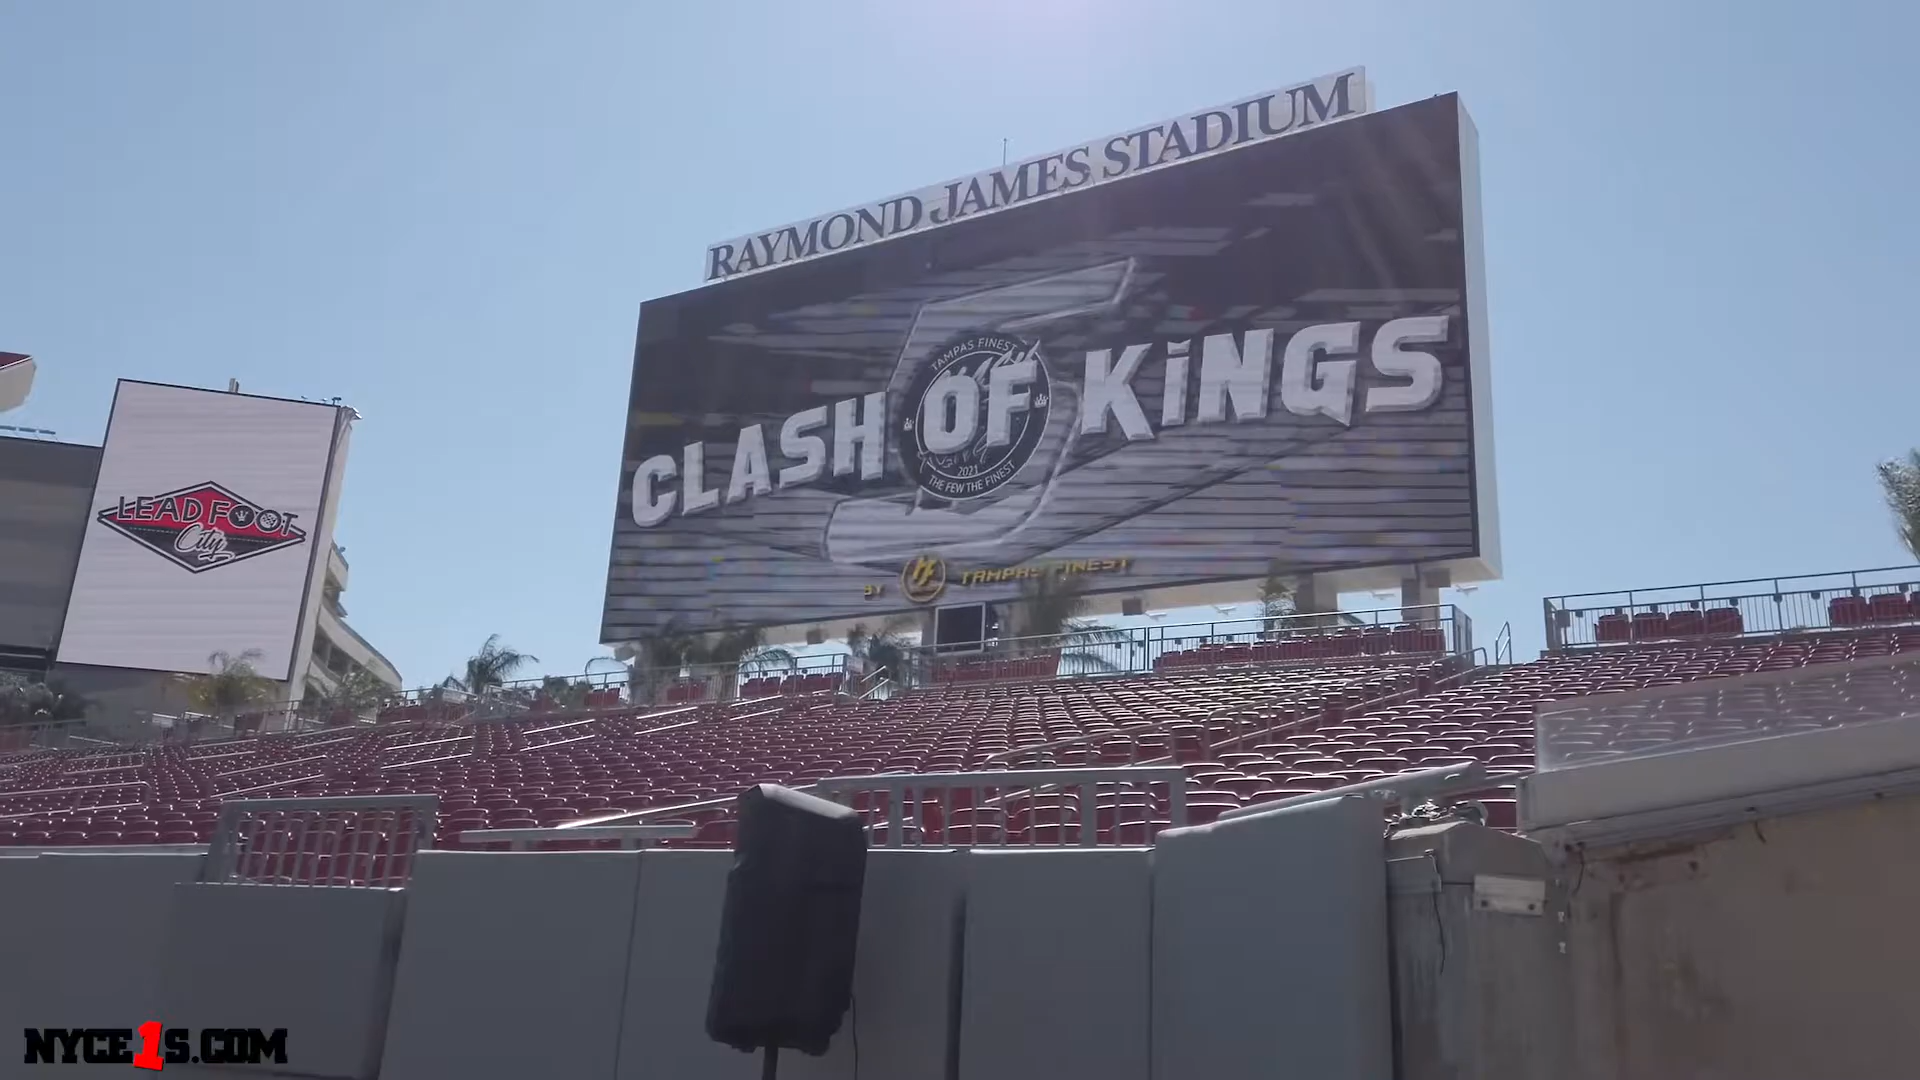 RAYMOND JAMES STADIUM
TAMPAS FINEST
CLASH OF KiNGS
2021
THE FEW THE FINEST
BY TAMPAS FINEST
LEAD FOOT
City
NYCE1S.COM